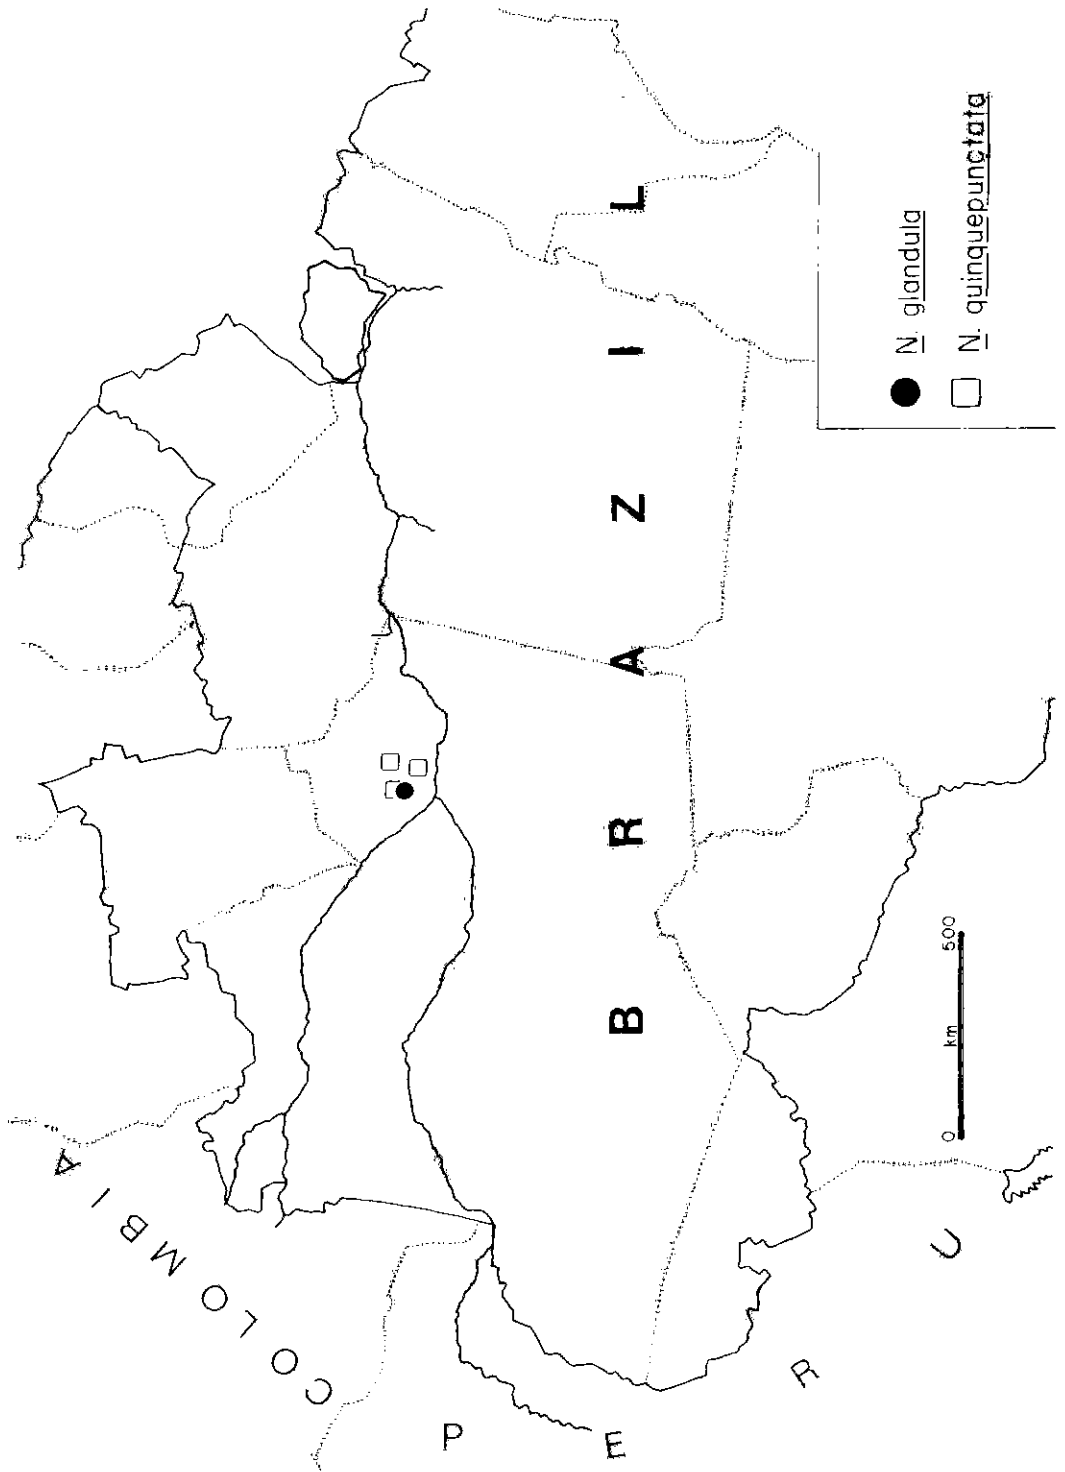 COLOMBIA
PERU
BRAZIL
N. glandula
N. quinquepunctata
0 km 500